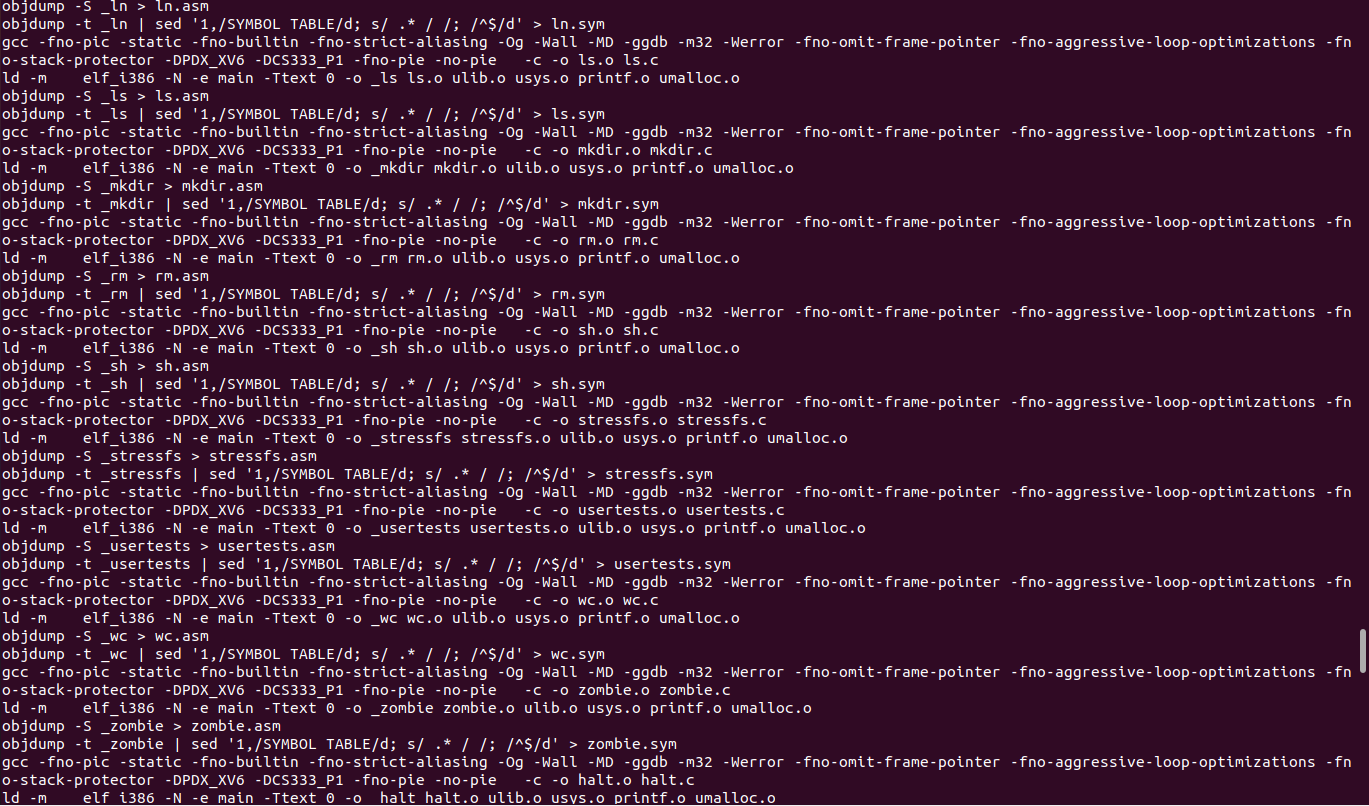 objdump -S _ln > ln.asm
objdump -t _ln | sed '1,/SYMBOL TABLE/d; s/ .* / /; /^$/d' > ln.sym
gcc -fno-pic -static -fno-builtin -fno-strict-aliasing -Og -Wall -MD -ggdb -m32 -Werror -fno-omit-frame-pointer -fno-aggressive-loop-optimizations -fn
o-stack-protector -DPDX_XV6 -DCS333_P1 -fno-pie -no-pie   -c -o ls.o ls.c
ld -m    elf_i386 -N -e main -Ttext 0 -o _ls ls.o ulib.o usys.o printf.o umalloc.o
objdump -S _ls > ls.asm
objdump -t _ls | sed '1,/SYMBOL TABLE/d; s/ .* / /; /^$/d' > ls.sym
gcc -fno-pic -static -fno-builtin -fno-strict-aliasing -Og -Wall -MD -ggdb -m32 -Werror -fno-omit-frame-pointer -fno-aggressive-loop-optimizations -fn
o-stack-protector -DPDX_XV6 -DCS333_P1 -fno-pie -no-pie   -c -o mkdir.o mkdir.c
ld -m    elf_i386 -N -e main -Ttext 0 -o _mkdir mkdir.o ulib.o usys.o printf.o umalloc.o
objdump -S _mkdir > mkdir.asm
objdump -t _mkdir | sed '1,/SYMBOL TABLE/d; s/ .* / /; /^$/d' > mkdir.sym
gcc -fno-pic -static -fno-builtin -fno-strict-aliasing -Og -Wall -MD -ggdb -m32 -Werror -fno-omit-frame-pointer -fno-aggressive-loop-optimizations -fn
o-stack-protector -DPDX_XV6 -DCS333_P1 -fno-pie -no-pie   -c -o rm.o rm.c
ld -m    elf_i386 -N -e main -Ttext 0 -o _rm rm.o ulib.o usys.o printf.o umalloc.o
objdump -S _rm > rm.asm
objdump -t _rm | sed '1,/SYMBOL TABLE/d; s/ .* / /; /^$/d' > rm.sym
gcc -fno-pic -static -fno-builtin -fno-strict-aliasing -Og -Wall -MD -ggdb -m32 -Werror -fno-omit-frame-pointer -fno-aggressive-loop-optimizations -fn
o-stack-protector -DPDX_XV6 -DCS333_P1 -fno-pie -no-pie   -c -o sh.o sh.c
ld -m    elf_i386 -N -e main -Ttext 0 -o _sh sh.o ulib.o usys.o printf.o umalloc.o
objdump -S _sh > sh.asm
objdump -t _sh | sed '1,/SYMBOL TABLE/d; s/ .* / /; /^$/d' > sh.sym
gcc -fno-pic -static -fno-builtin -fno-strict-aliasing -Og -Wall -MD -ggdb -m32 -Werror -fno-omit-frame-pointer -fno-aggressive-loop-optimizations -fn
o-stack-protector -DPDX_XV6 -DCS333_P1 -fno-pie -no-pie   -c -o stressfs.o stressfs.c
ld -m    elf_i386 -N -e main -Ttext 0 -o _stressfs stressfs.o ulib.o usys.o printf.o umalloc.o
objdump -S _stressfs > stressfs.asm
objdump -t _stressfs | sed '1,/SYMBOL TABLE/d; s/ .* / /; /^$/d' > stressfs.sym
gcc -fno-pic -static -fno-builtin -fno-strict-aliasing -Og -Wall -MD -ggdb -m32 -Werror -fno-omit-frame-pointer -fno-aggressive-loop-optimizations -fn
o-stack-protector -DPDX_XV6 -DCS333_P1 -fno-pie -no-pie   -c -o usertests.o usertests.c
ld -m    elf_i386 -N -e main -Ttext 0 -o _usertests usertests.o ulib.o usys.o printf.o umalloc.o
objdump -S _usertests > usertests.asm
objdump -t _usertests | sed '1,/SYMBOL TABLE/d; s/ .* / /; /^$/d' > usertests.sym
gcc -fno-pic -static -fno-builtin -fno-strict-aliasing -Og -Wall -MD -ggdb -m32 -Werror -fno-omit-frame-pointer -fno-aggressive-loop-optimizations -fn
o-stack-protector -DPDX_XV6 -DCS333_P1 -fno-pie -no-pie   -c -o wc.o wc.c
ld -m    elf_i386 -N -e main -Ttext 0 -o _wc wc.o ulib.o usys.o printf.o umalloc.o
objdump -S _wc > wc.asm
objdump -t _wc | sed '1,/SYMBOL TABLE/d; s/ .* / /; /^$/d' > wc.sym
gcc -fno-pic -static -fno-builtin -fno-strict-aliasing -Og -Wall -MD -ggdb -m32 -Werror -fno-omit-frame-pointer -fno-aggressive-loop-optimizations -fn
o-stack-protector -DPDX_XV6 -DCS333_P1 -fno-pie -no-pie   -c -o zombie.o zombie.c
ld -m    elf_i386 -N -e main -Ttext 0 -o _zombie zombie.o ulib.o usys.o printf.o umalloc.o
objdump -S _zombie > zombie.asm
objdump -t _zombie | sed '1,/SYMBOL TABLE/d; s/ .* / /; /^$/d' > zombie.sym
gcc -fno-pic -static -fno-builtin -fno-strict-aliasing -Og -Wall -MD -ggdb -m32 -Werror -fno-omit-frame-pointer -fno-aggressive-loop-optimizations -fn
o-stack-protector -DPDX_XV6 -DCS333_P1 -fno-pie -no-pie   -c -o halt.o halt.c
ld -m    elf_i386 -N -e main -Ttext 0 -o _halt halt.o ulib.o usys.o printf.o umalloc.o